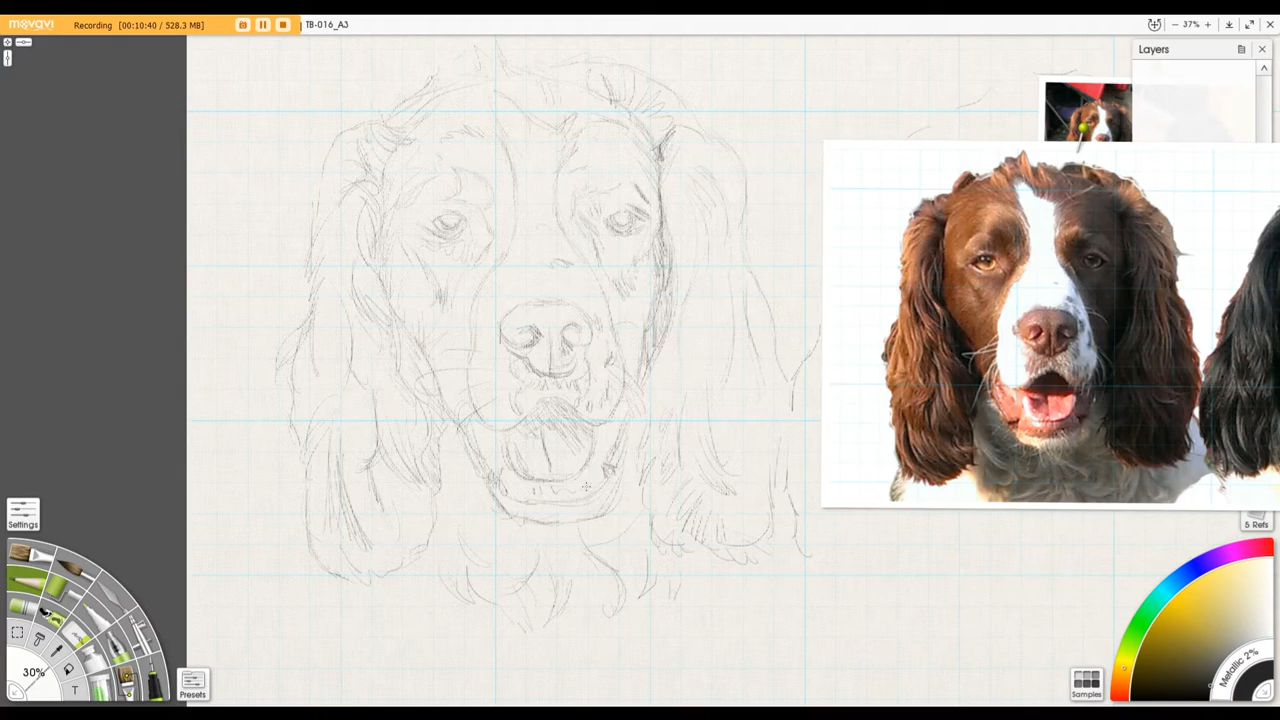 movavi Recording [00:10:40 / 528.3 MB] TB-016_A3 37%
Layers
Settings
5 Refs
30%
T
Presets
Samples
Metallic 2%